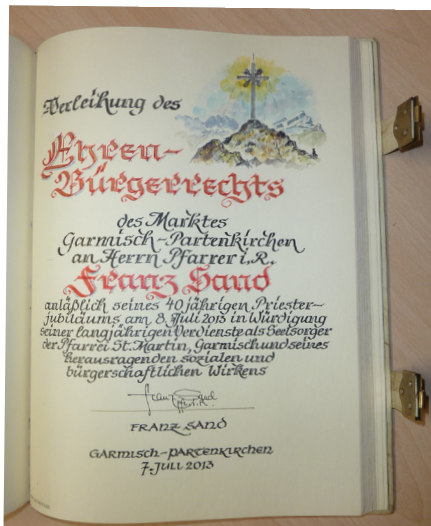 Verleihung des
Ehren-
Bürgerrechts
des Marktes
Garmisch-Partenkirchen
an Herrn Pfarrer i.R.
Franz Sand
anläßlich seines 40 jährigen Priester-
jubiläums am 8. Juli 2013 in Würdigung
seiner langjährigen Verdienste als Seelsorger
der Pfarrei St. Martin, Garmisch und seines
herausragenden sozialen und
bürgerschaftlichen Wirkens
FRANZ SAND
GARMISCH-PARTENKIRCHEN
7. JULI 2013